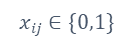 x_{ij} ∈ {0,1}